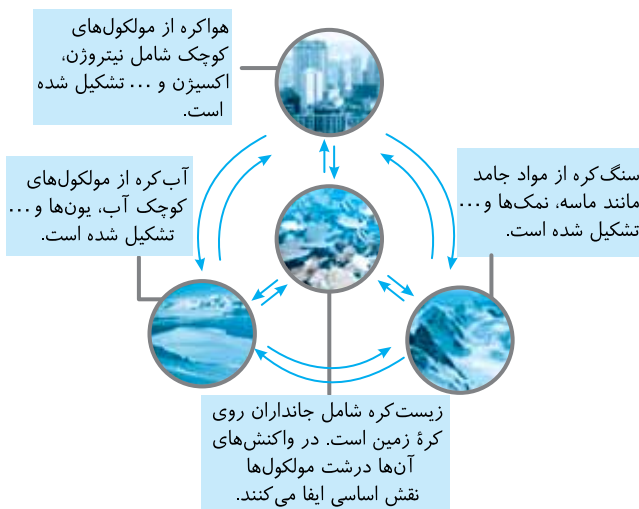 هواکره از مولکول‌های
کوچک شامل نیتروژن،
اکسیژن و ... تشکیل شده
است.
سنگ‌کره از مواد جامد
مانند ماسه، نمک‌ها و...
تشکیل شده است.
آب‌کره از مولکول‌های
کوچک آب، یون‌ها و...
تشکیل شده است.
زیست‌کره شامل جانداران روی
کرهٔ زمین است. در واکنش‌های
آن‌ها درشت مولکول‌ها
نقش اساسی ایفا می‌کنند.